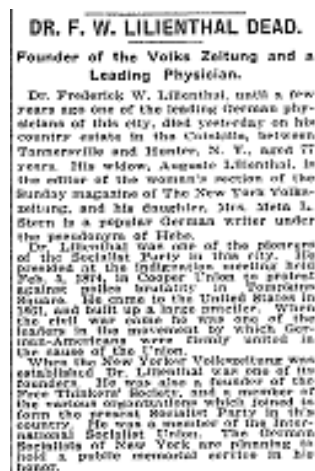 DR. F. W. LILIENTHAL DEAD.
Founder of the Volks Zeitung and a
Leading Physician.
Dr. Frederick W. Lilienthal, until a few
years ago one of the leading German phy-
sicians of this city, died yesterday on his
country estate in the Catskills, between
Tannersville and Hunter, N. Y., aged 77
years. His widow, Auguste Lilienthal, is
the editor of the woman's section of the
Sunday magazine of The New York Volks-
zeitung, and his daughter, Mrs. Meta L.
Stern is a popular German writer under
the pseudonym of Hebe.
Dr. Lilienthal was one of the pioneers
of the Socialist Party in this city. He
presided at the indignation meeting held
Feb. 5, 1874, in Cooper Union to protest
against police brutality in Tompkins
Square. He came to the United States in
and built up a large practice. When
the civil war came he was one of the
leaders in the movement by which Ger-
man-Americans were firmly united in
the cause of the Union.
When the New Yorker Volkszeitung was
established Dr. Lilienthal was one of its
founders. He was also a founder of the
Free Thinkers' Society, and a member of
the various organizations which joined to
form the present Socialist Party in this
country. He was a member of the Inter-
national Socialist Union. The German
Socialists of New York are planning to
hold a public memorial service in his
honor.